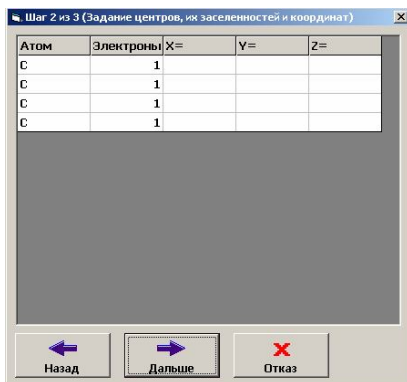 Шаг 2 из 3 (Задание центров, их заселенностей и координат)
Атом Электроны X= Y= Z=
C 1
C 1
C 1
C 1
Назад Дальше Отказ